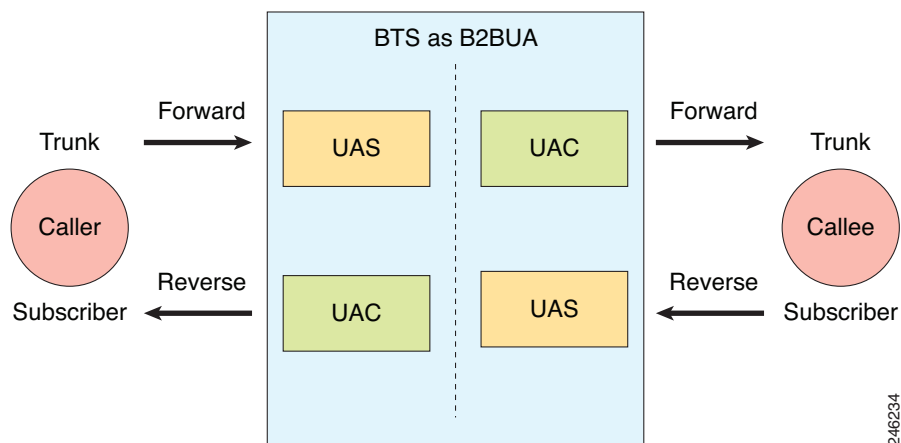 BTS as B2BUA
Forward
Forward
Trunk
UAS
UAC
Trunk
Caller
Callee
Reverse
Reverse
Subscriber
UAC
UAS
Subscriber
246234